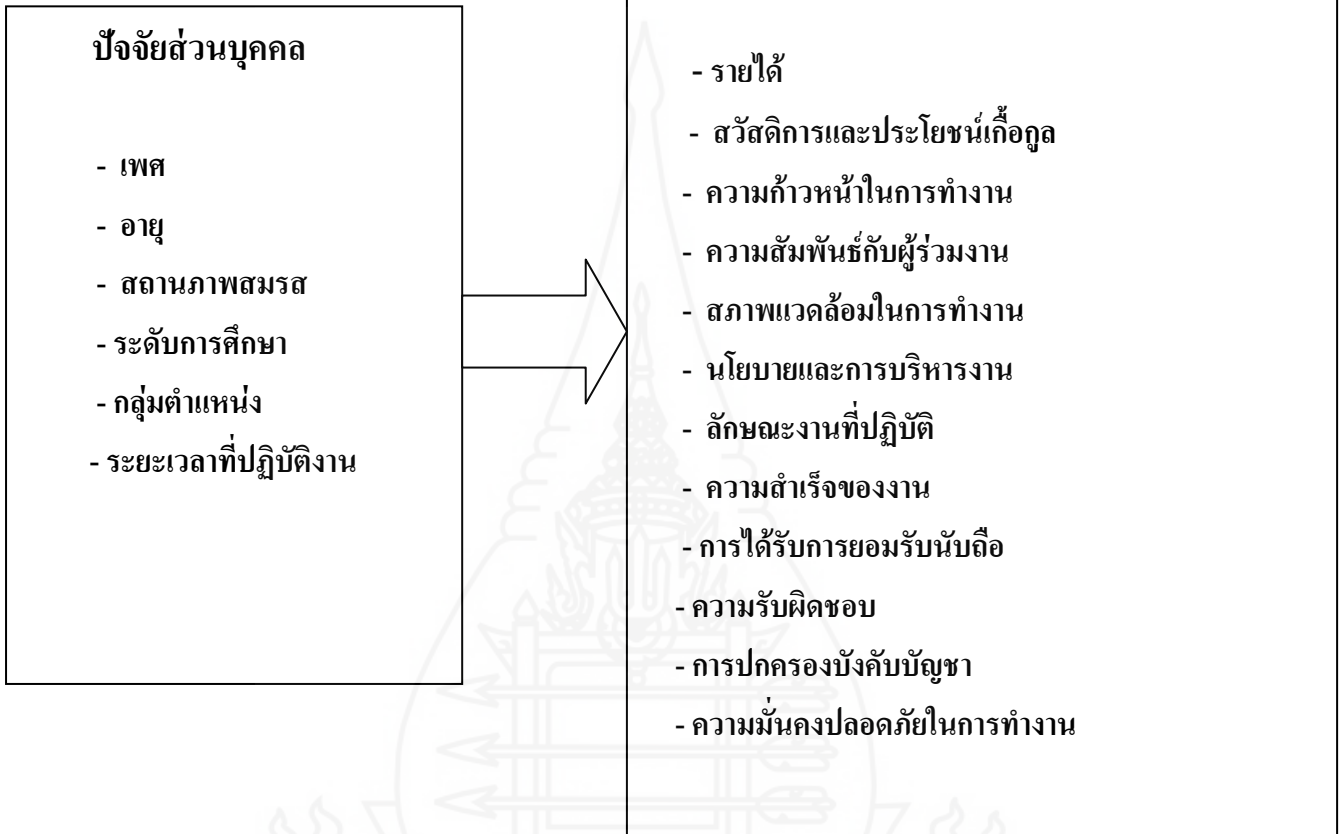 ปัจจัยส่วนบุคคล
- เพศ
- อายุ
- สถานภาพสมรส
- ระดับการศึกษา
- กลุ่มตำแหน่ง
- ระยะเวลาที่ปฏิบัติงาน
- รายได้
- สวัสดิการและประโยชน์เกื้อกูล
- ความก้าวหน้าในการทำงาน
- ความสัมพันธ์กับผู้ร่วมงาน
- สภาพแวดล้อมในการทำงาน
- นโยบายและการบริหารงาน
- ลักษณะงานที่ปฏิบัติ
- ความสำเร็จของงาน
- การได้รับการยอมรับนับถือ
- ความรับผิดชอบ
- การปกครองบังคับบัญชา
- ความมั่นคงปลอดภัยในการทำงาน